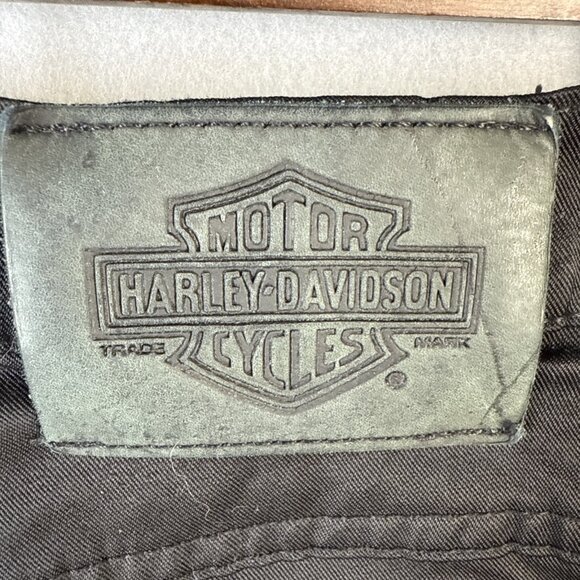 MOTOR
HARLEY-DAVIDSON
TRADE MARK
CYCLES
®